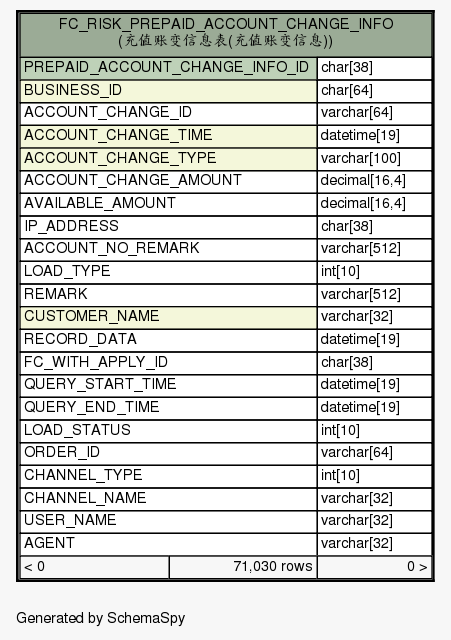 FC_RISK_PREPAID_ACCOUNT_CHANGE_INFO
(充值账变信息表(充值账变信息))
PREPAID_ACCOUNT_CHANGE_INFO_ID char[38]
BUSINESS_ID char[64]
ACCOUNT_CHANGE_ID varchar[64]
ACCOUNT_CHANGE_TIME datetime[19]
ACCOUNT_CHANGE_TYPE varchar[100]
ACCOUNT_CHANGE_AMOUNT decimal[16,4]
AVAILABLE_AMOUNT decimal[16,4]
IP_ADDRESS char[38]
ACCOUNT_NO_REMARK varchar[512]
LOAD_TYPE int[10]
REMARK varchar[512]
CUSTOMER_NAME varchar[32]
RECORD_DATA datetime[19]
FC_WITH_APPLY_ID char[38]
QUERY_START_TIME datetime[19]
QUERY_END_TIME datetime[19]
LOAD_STATUS int[10]
ORDER_ID varchar[64]
CHANNEL_TYPE int[10]
CHANNEL_NAME varchar[32]
USER_NAME varchar[32]
AGENT varchar[32]
< 0 71,030 rows 0 >
Generated by SchemaSpy